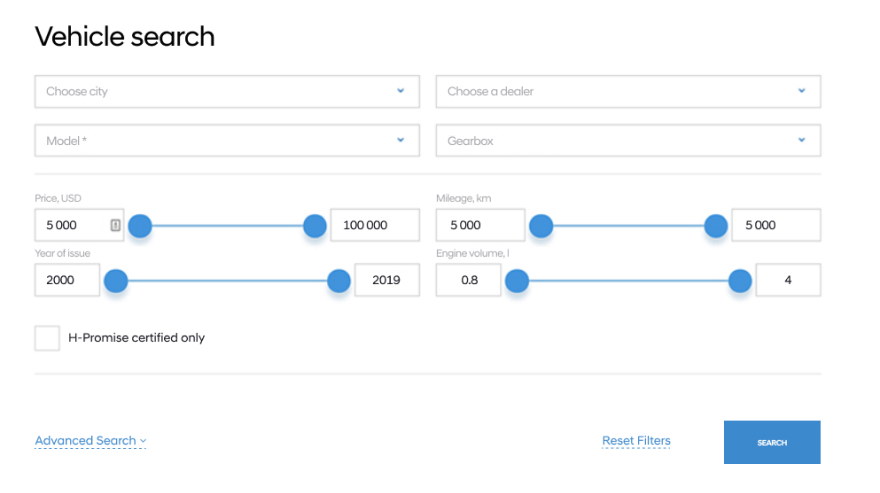 Vehicle search
Choose city
Choose a dealer
Model *
Gearbox
Price, USD
Mileage, km
5 000
100 000
5 000
5 000
Year of issue
Engine volume, l
2000
2019
0.8
4
H-Promise certified only
Advanced Search
Reset Filters
SEARCH